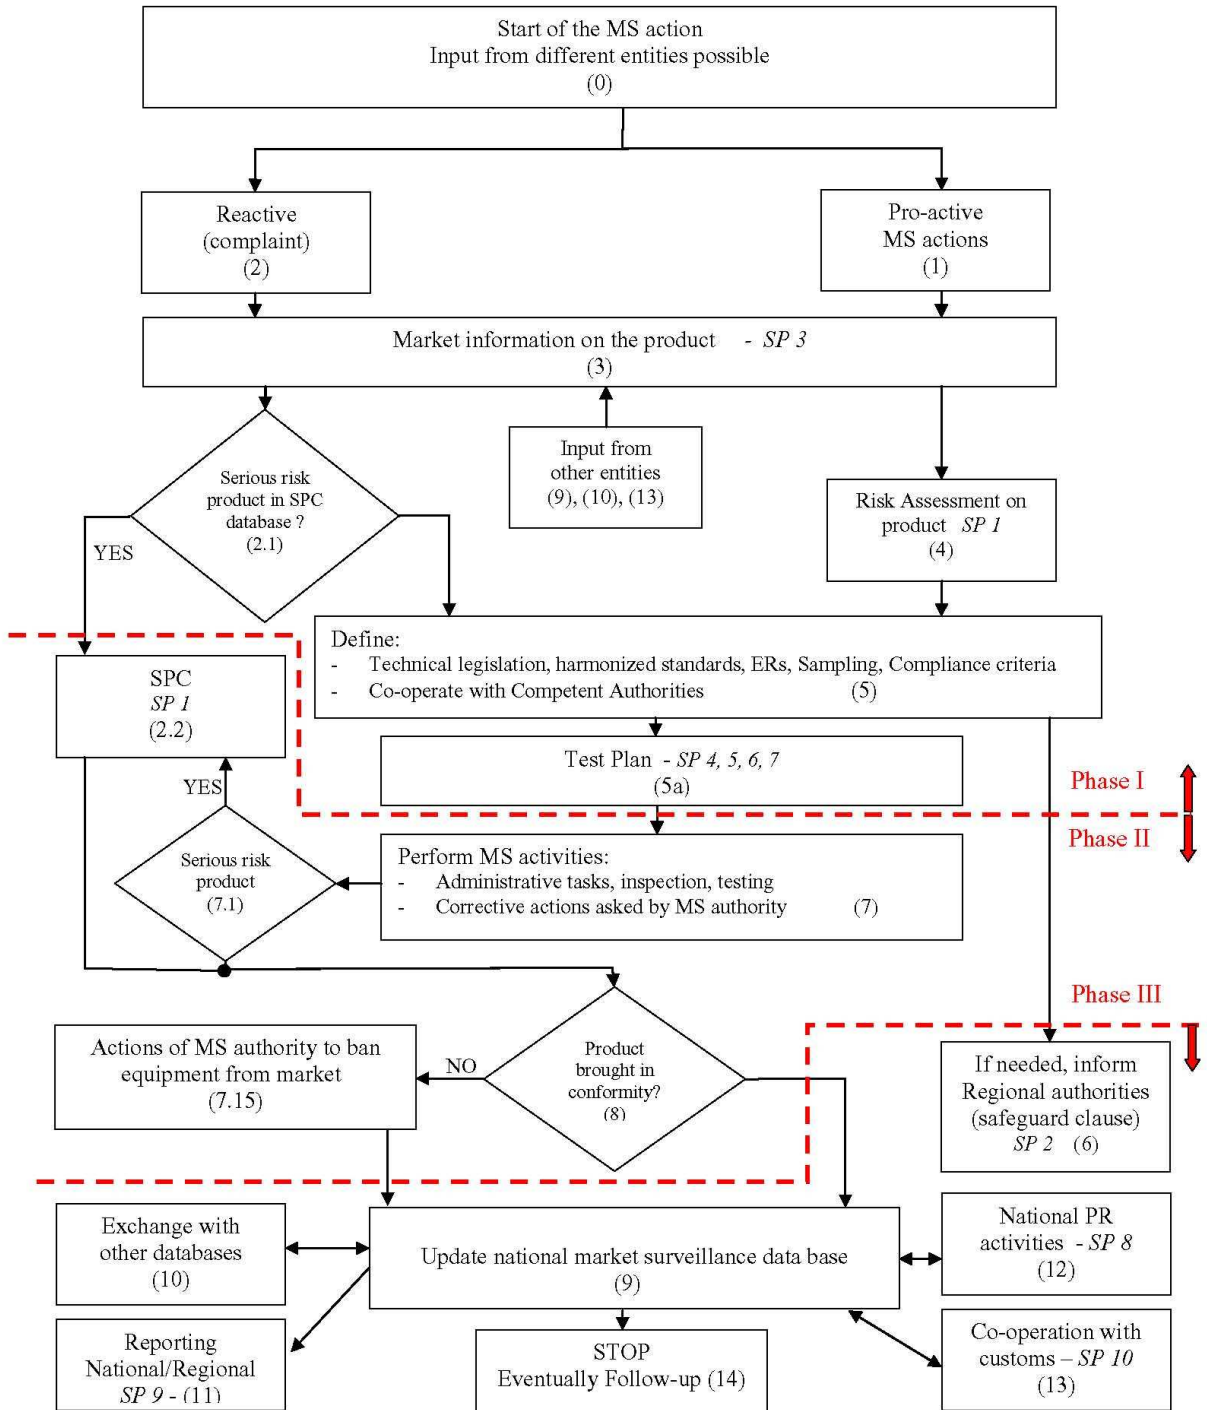 Start of the MS action
Input from different entities possible
(0)
Reactive
(complaint)
(2)
Pro-active
MS actions
(1)
Market information on the product - SP 3
(3)
Serious risk
product in SPC
database ?
(2.1)
Input from
other entities
(9), (10), (13)
Risk Assessment on
product SP 1
(4)
YES
Define:
- Technical legislation, harmonized standards, ERs, Sampling, Compliance criteria
- Co-operate with Competent Authorities (5)
SPC
SP 1
(2.2)
Test Plan - SP 4, 5, 6, 7
(5a)
YES
Phase I
Phase II
Serious risk
product
(7.1)
Perform MS activities:
- Administrative tasks, inspection, testing
- Corrective actions asked by MS authority (7)
Phase III
Actions of MS authority to ban
equipment from market
(7.15)
NO
Product
brought in
conformity?
(8)
If needed, inform
Regional authorities
(safeguard clause)
SP 2 (6)
Exchange with
other databases
(10)
Update national market surveillance data base
(9)
National PR
activities - SP 8
(12)
Reporting
National/Regional
SP 9 - (11)
STOP
Eventually Follow-up (14)
Co-operation with
customs – SP 10
(13)